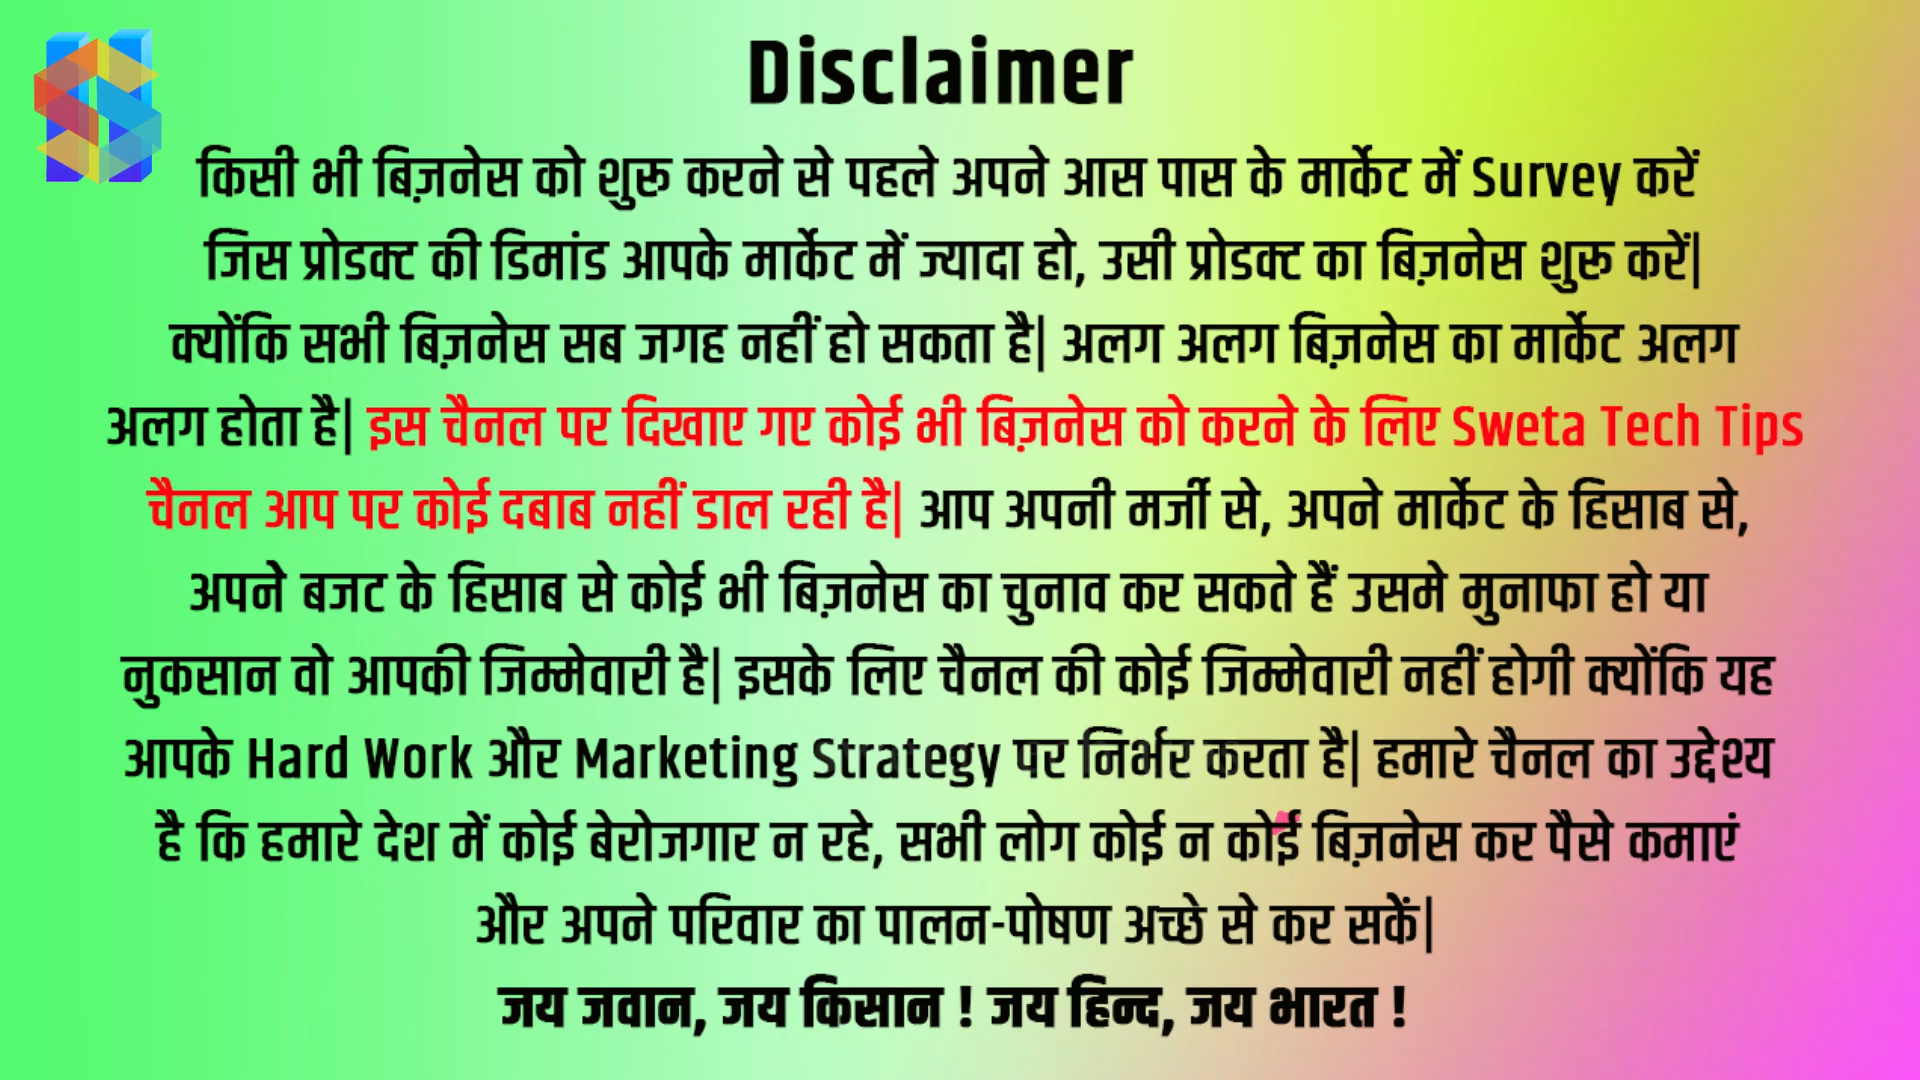 Disclaimer
किसी भी बिज़नेस को शुरू करने से पहले अपने आस पास के मार्केट में Survey करें
जिस प्रोडक्ट की डिमांड आपके मार्केट में ज्यादा हो, उसी प्रोडक्ट का बिज़नेस शुरू करें|
क्योंकि सभी बिज़नेस सब जगह नहीं हो सकता है| अलग अलग बिज़नेस का मार्केट अलग
अलग होता है| इस चैनल पर दिखाए गए कोई भी बिज़नेस को करने के लिए Sweta Tech Tips
चैनल आप पर कोई दबाब नहीं डाल रही है| आप अपनी मर्जी से, अपने मार्केट के हिसाब से,
अपने बजट के हिसाब से कोई भी बिज़नेस का चुनाव कर सकते हैं उसमे मुनाफा हो या
नुकसान वो आपकी जिम्मेवारी है| इसके लिए चैनल की कोई जिम्मेवारी नहीं होगी क्योंकि यह
आपके Hard Work और Marketing Strategy पर निर्भर करता है| हमारे चैनल का उद्देश्य
है कि हमारे देश में कोई बेरोजगार न रहे, सभी लोग कोई न कोई बिज़नेस कर पैसे कमाएं
और अपने परिवार का पालन-पोषण अच्छे से कर सकें|
जय जवान, जय किसान ! जय हिन्द, जय भारत !